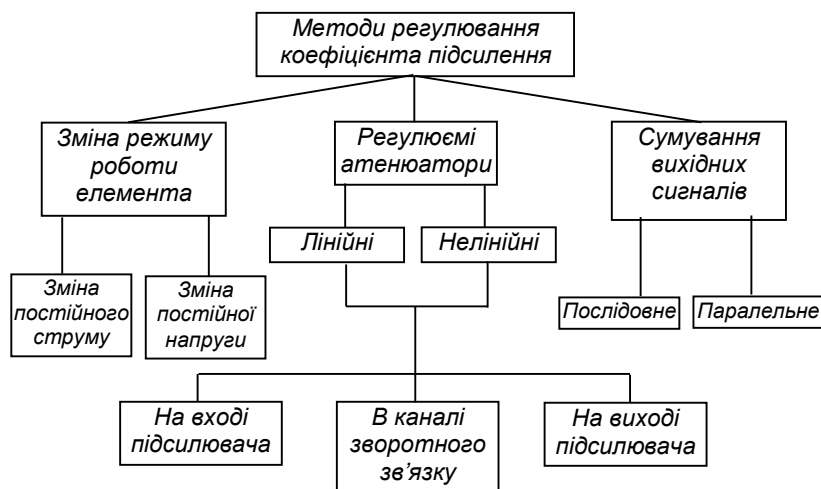 Методи регулювання
коефіцієнта підсилення
Зміна режиму
роботи
елемента
Регулюємі
атенюатори
Сумування
вихідних
сигналів
Лінійні
Нелінійні
Зміна
постійного
струму
Зміна
постійної
напруги
Послідовне
Паралельне
На вході
підсилювача
В каналі
зворотного
зв’язку
На виході
підсилювача